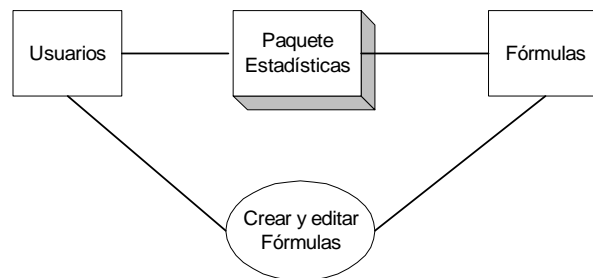 Usuarios
Paquete
Estadísticas
Fórmulas
Crear y editar
Fórmulas